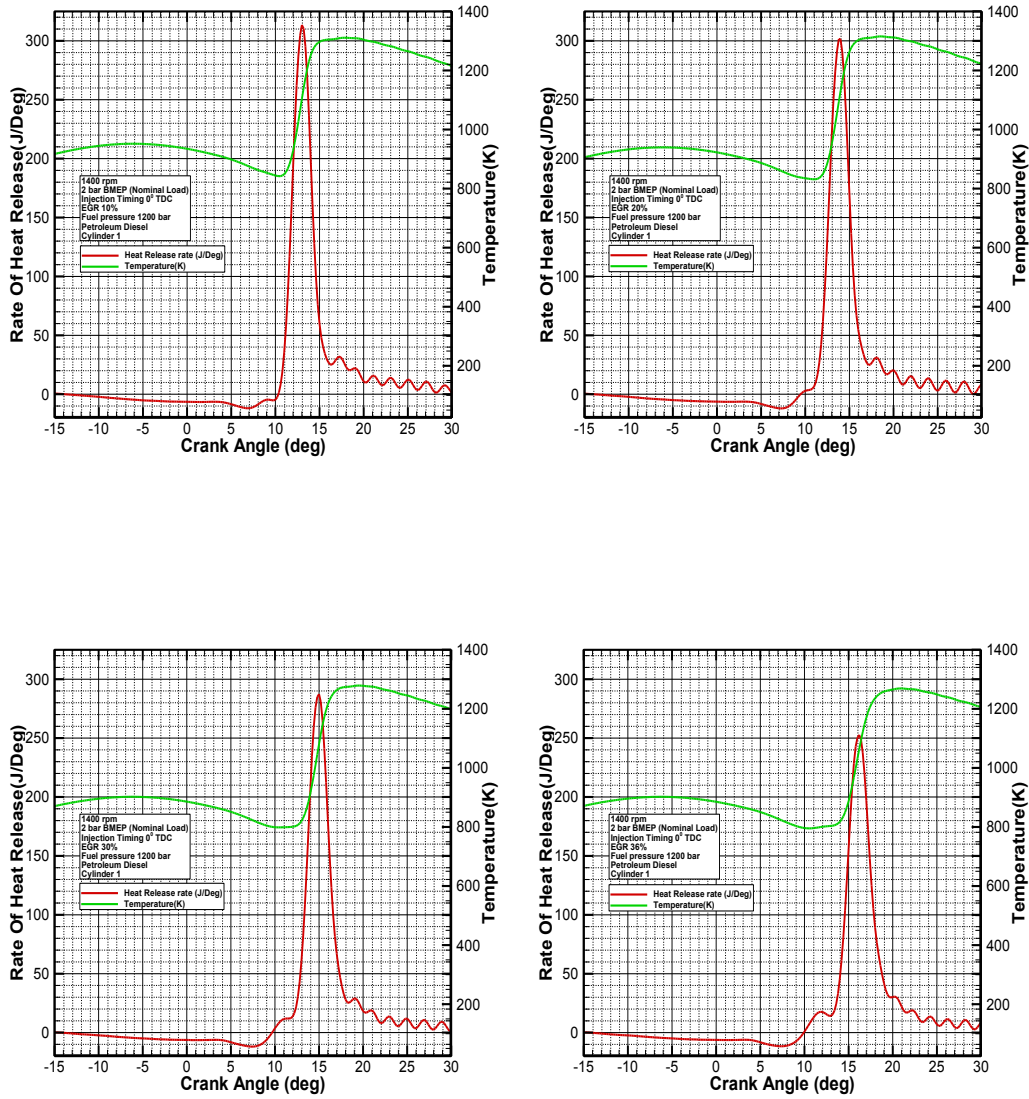 1400
300
1200
250
1000
200
800
150
600
100
400
50
200
0
-15 -10 -5 0 5 10 15 20 25 30
Crank Angle (deg)
Rate Of Heat Release(J/Deg)
Temperature(K)
1400 rpm
2 bar BMEP (Nominal Load)
Injection Timing 0⁰ TDC
EGR 10%
Fuel pressure 1200 bar
Petroleum Diesel
Cylinder 1
Heat Release rate (J/Deg)
Temperature(K)
1400
300
1200
250
1000
200
800
150
600
100
400
50
200
0
-15 -10 -5 0 5 10 15 20 25 30
Crank Angle (deg)
Rate Of Heat Release(J/Deg)
Temperature(K)
1400 rpm
2 bar BMEP (Nominal Load)
Injection Timing 0⁰ TDC
EGR 20%
Fuel pressure 1200 bar
Petroleum Diesel
Cylinder 1
Heat Release rate (J/Deg)
Temperature(K)
1400
300
1200
250
1000
200
800
150
600
100
400
50
200
0
-15 -10 -5 0 5 10 15 20 25 30
Crank Angle (deg)
Rate Of Heat Release(J/Deg)
Temperature(K)
1400 rpm
2 bar BMEP (Nominal Load)
Injection Timing 0⁰ TDC
EGR 30%
Fuel pressure 1200 bar
Petroleum Diesel
Cylinder 1
Heat Release rate (J/Deg)
Temperature(K)
1400
300
1200
250
1000
200
800
150
600
100
400
50
200
0
-15 -10 -5 0 5 10 15 20 25 30
Crank Angle (deg)
Rate Of Heat Release(J/Deg)
Temperature(K)
1400 rpm
2 bar BMEP (Nominal Load)
Injection Timing 0⁰ TDC
EGR 36%
Fuel pressure 1200 bar
Petroleum Diesel
Cylinder 1
Heat Release rate (J/Deg)
Temperature(K)